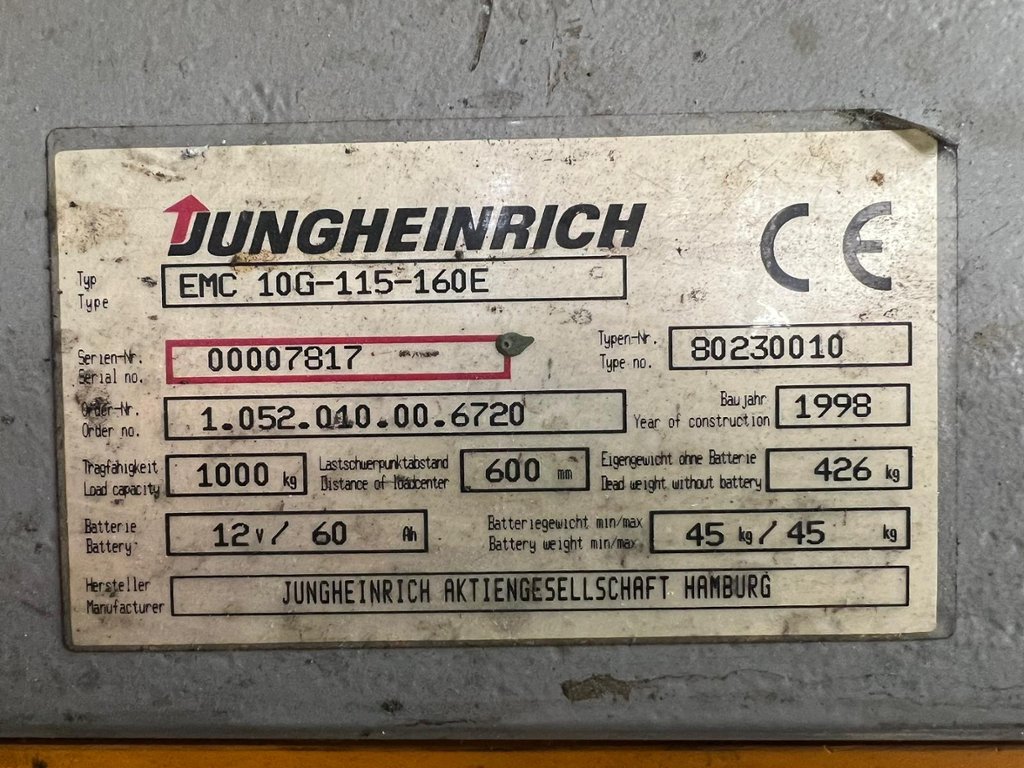 JUNGHEINRICH
CE
Typ
Type
EMC 10G-115-160E
Serien-Nr.
Serial no.
00007817
Typen-Nr.
Type no.
80230010
Order-Nr.
Order no.
1.052.010.00.6720
Baujahr
Year of construction
1998
Tragfähigkeit
Load capacity
1000 kg
Lastschwerpunktabstand
Distance of loadcenter
600 mm
Eigengewicht ohne Batterie
Dead weight without battery
426 kg
Batterie
Battery
12 v / 60 Ah
Batteriegewicht min/max
Battery weight min/max
45 kg / 45 kg
Hersteller
Manufacturer
JUNGHEINRICH AKTIENGESELLSCHAFT HAMBURG